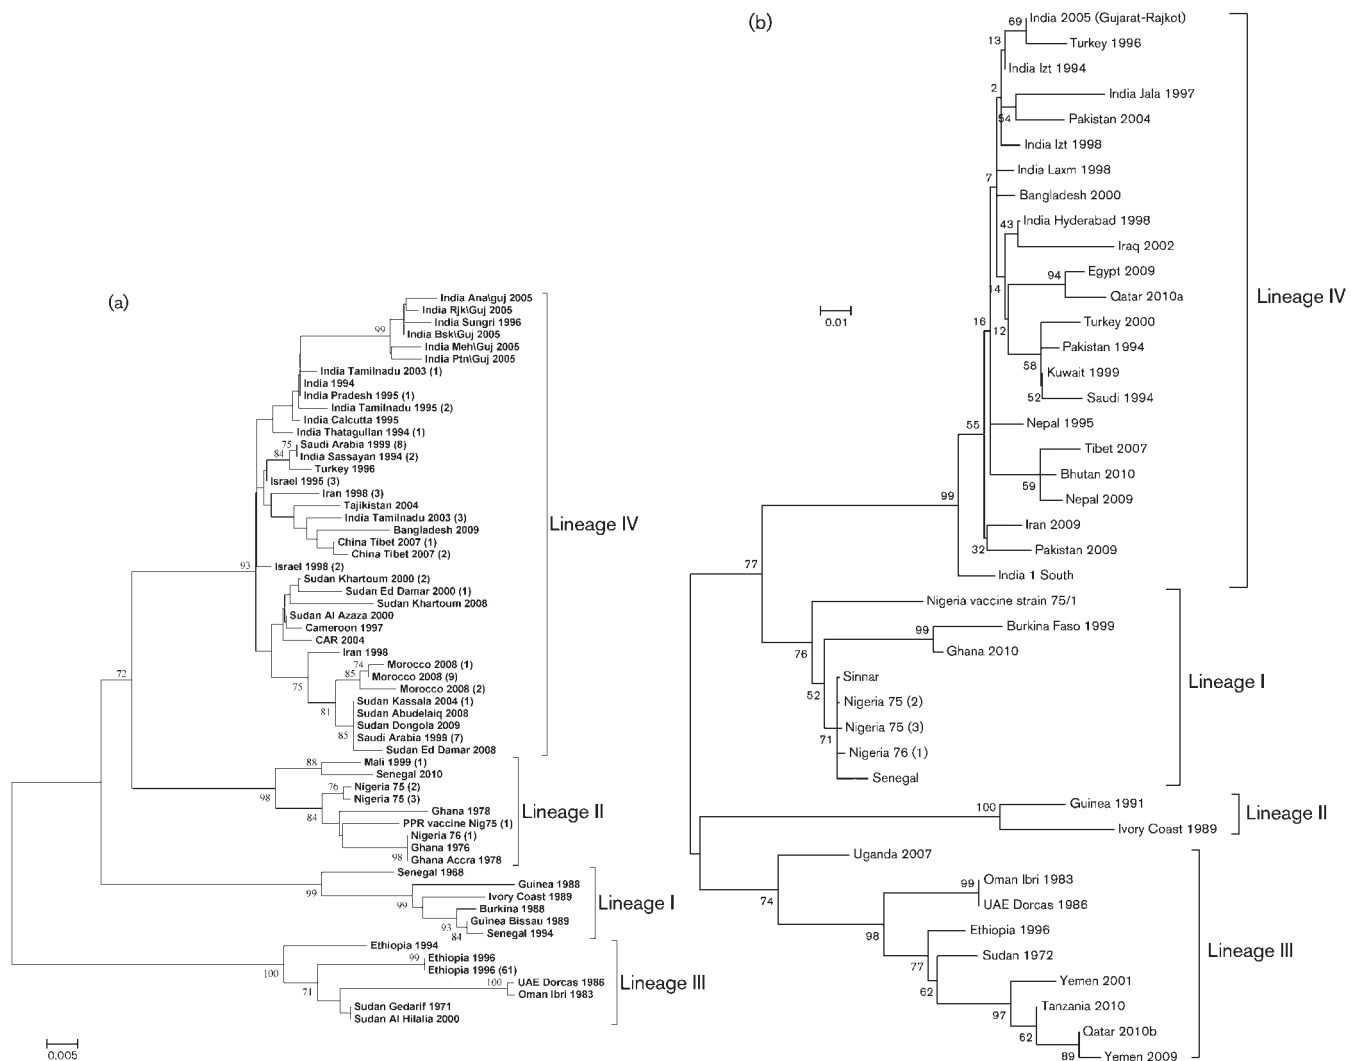 (a)
India Ana\guj 2005
India Rjk\Guj 2005
India Sungri 1996
99
India Bsk\Guj 2005
India Meh\Guj 2005
India Ptn\Guj 2005
India Tamilnadu 2003 (1)
India 1994
India Pradesh 1995 (1)
India Tamilnadu 1995 (2)
India Calcutta 1995
India Thatagullan 1994 (1)
75
Saudi Arabia 1999 (8)
84
India Sassayan 1994 (2)
Turkey 1996
Israel 1995 (3)
Iran 1998 (3)
Tajikistan 2004
India Tamilnadu 2003 (3)
Bangladesh 2009
China Tibet 2007 (1)
China Tibet 2007 (2)
93
Israel 1998 (2)
Sudan Khartoum 2000 (2)
Sudan Ed Damar 2000 (1)
Sudan Khartoum 2008
Sudan Al Azaza 2000
Cameroon 1997
CAR 2004
Iran 1998
74
Morocco 2008 (1)
72
85
Morocco 2008 (9)
75
Morocco 2008 (2)
Sudan Kassala 2004 (1)
81
Sudan Abudelaiq 2008
Sudan Dongola 2009
85
Saudi Arabia 1999 (7)
Sudan Ed Damar 2008
Lineage IV
88
Mali 1999 (1)
Senegal 2010
76
Nigeria 75 (2)
98
Nigeria 75 (3)
Ghana 1978
84
PPR vaccine Nig75 (1)
Nigeria 76 (1)
Ghana 1976
98
Ghana Accra 1978
Lineage II
Senegal 1968
99
Guinea 1988
99
Ivory Coast 1989
Burkina 1988
93
Guinea Bissau 1989
84
Senegal 1994
Lineage I
Ethiopia 1994
99
Ethiopia 1996
100
Ethiopia 1996 (61)
100
UAE Dorcas 1986
71
Oman Ibri 1983
Sudan Gedarif 1971
Sudan Al Hilalia 2000
Lineage III
0.005
(b)
69
India 2005 (Gujarat-Rajkot)
13
Turkey 1996
India Izt 1994
2
India Jala 1997
54
Pakistan 2004
India Izt 1998
7
India Laxm 1998
Bangladesh 2000
43
India Hyderabad 1998
Iraq 2002
94
Egypt 2009
14
Qatar 2010a
16
12
Turkey 2000
Pakistan 1994
58
Kuwait 1999
52
Saudi 1994
55
Nepal 1995
Tibet 2007
Bhutan 2010
59
Nepal 2009
99
Iran 2009
32
Pakistan 2009
India 1 South
Lineage IV
0.01
77
Nigeria vaccine strain 75/1
99
Burkina Faso 1999
76
Ghana 2010
Sinnar
52
Nigeria 75 (2)
Nigeria 75 (3)
71
Nigeria 76 (1)
Senegal
Lineage I
100
Guinea 1991
Ivory Coast 1989
Lineage II
Uganda 2007
99
Oman Ibri 1983
74
UAE Dorcas 1986
98
Ethiopia 1996
77
Sudan 1972
62
Yemen 2001
97
Tanzania 2010
62
Qatar 2010b
89
Yemen 2009
Lineage III